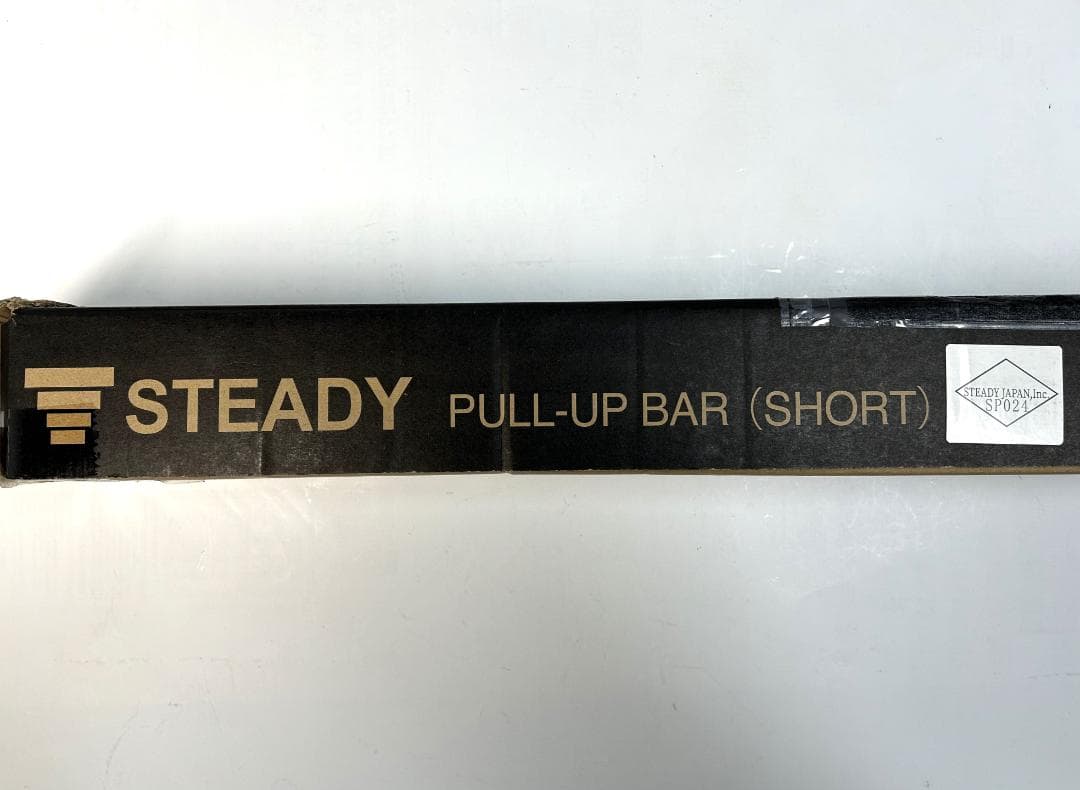 STEADY PULL-UP BAR (SHORT)
STEADY JAPAN,Inc.
SP024